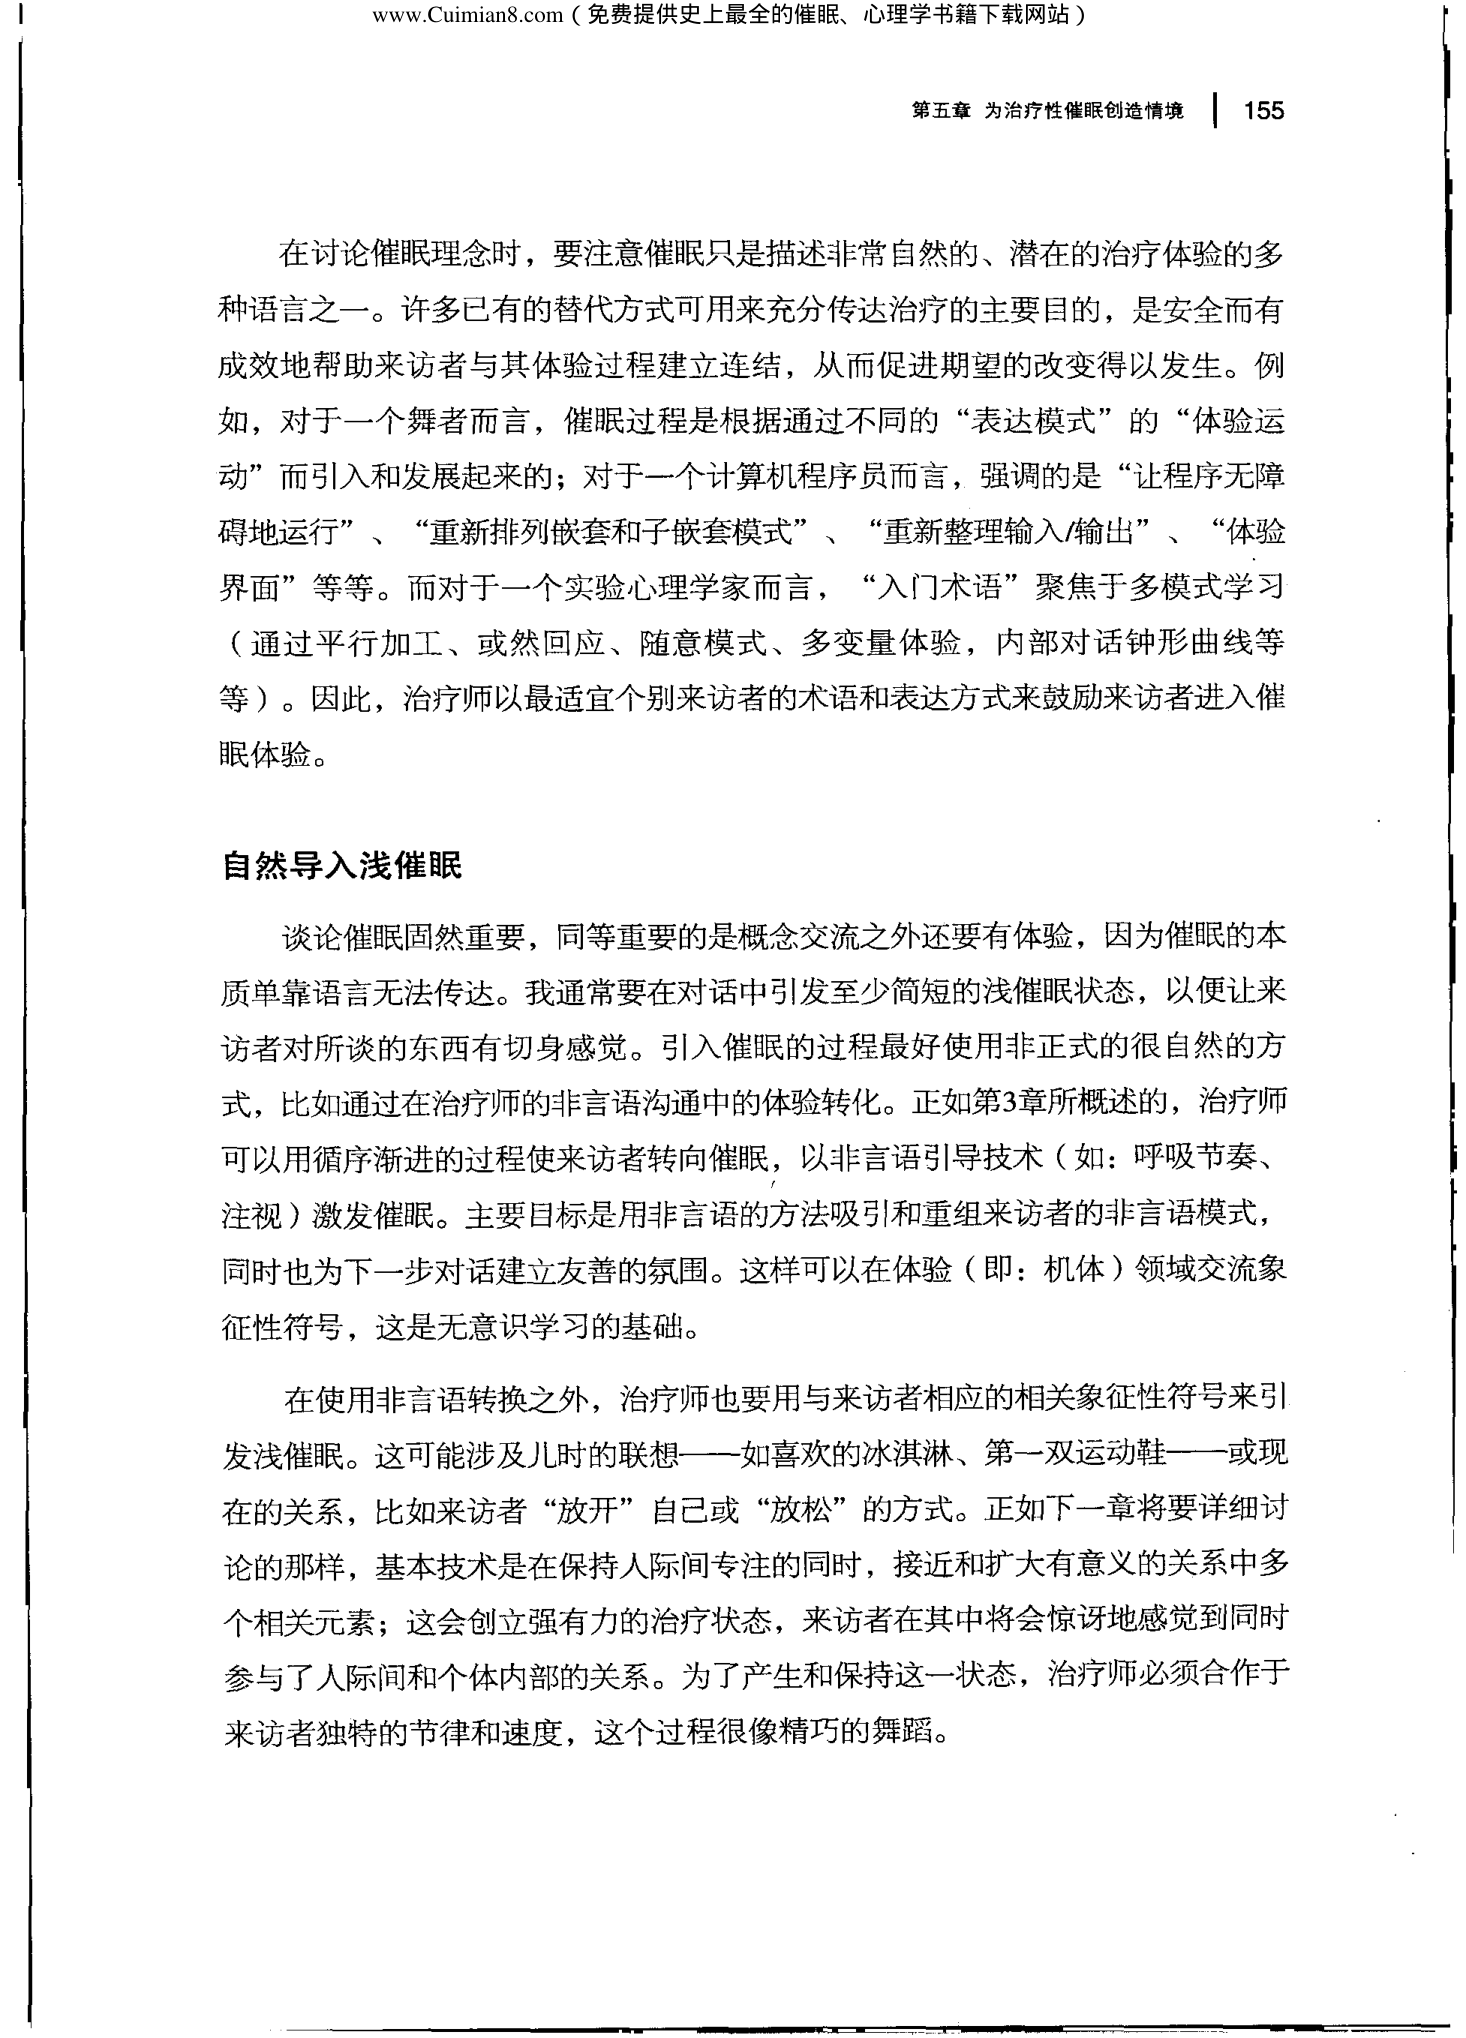 www.Cuimian8.com（免费提供史上最全的催眠、心理学书籍下载网站）
第五章 为治疗性催眠创造情境 | 155
在讨论催眠理念时，要注意催眠只是描述非常自然的、潜在的治疗体验的多
种语言之一。许多已有的替代方式可用来充分传达治疗的主要目的，是安全而有
成效地帮助来访者与其体验过程建立连结，从而促进期望的改变得以发生。例
如，对于一个舞者而言，催眠过程是根据通过不同的“表达模式”的“体验运
动”而引入和发展起来的；对于一个计算机程序员而言，强调的是“让程序无障
碍地运行”、“重新排列嵌套和子嵌套模式”、“重新整理输入/输出”、“体验
界面”等等。而对于一个实验心理学家而言，“入门术语”聚焦于多模式学习
（通过平行加工、或然回应、随意模式、多变量体验，内部对话钟形曲线等
等）。因此，治疗师以最适宜个别来访者的术语和表达方式来鼓励来访者进入催
眠体验。
自然导入浅催眠
谈论催眠固然重要，同等重要的是概念交流之外还要有体验，因为催眠的本
质单靠语言无法传达。我通常要在对话中引发至少简短的浅催眠状态，以便让来
访者对所谈的东西有切身感觉。引入催眠的过程最好使用非正式的很自然的方
式，比如通过在治疗师的非言语沟通中的体验转化。正如第3章所概述的，治疗师
可以用循序渐进的过程使来访者转向催眠，以非言语引导技术（如：呼吸节奏、
注视）激发催眠。主要目标是用非言语的方法吸引和重组来访者的非言语模式，
同时也为下一步对话建立友善的氛围。这样可以在体验（即：机体）领域交流象
征性符号，这是无意识学习的基础。
在使用非言语转换之外，治疗师也要用与来访者相应的相关象征性符号来引
发浅催眠。这可能涉及儿时的联想——如喜欢的冰淇淋、第一双运动鞋——或现
在的关系，比如来访者“放开”自己或“放松”的方式。正如下一章将要详细讨
论的那样，基本技术是在保持人际间专注的同时，接近和扩大有意义的关系中多
个相关元素；这会创立强有力的治疗状态，来访者在其中将会惊讶地感觉到同时
参与了人际间和个体内部的关系。为了产生和保持这一状态，治疗师必须合作于
来访者独特的节律和速度，这个过程很像精巧的舞蹈。